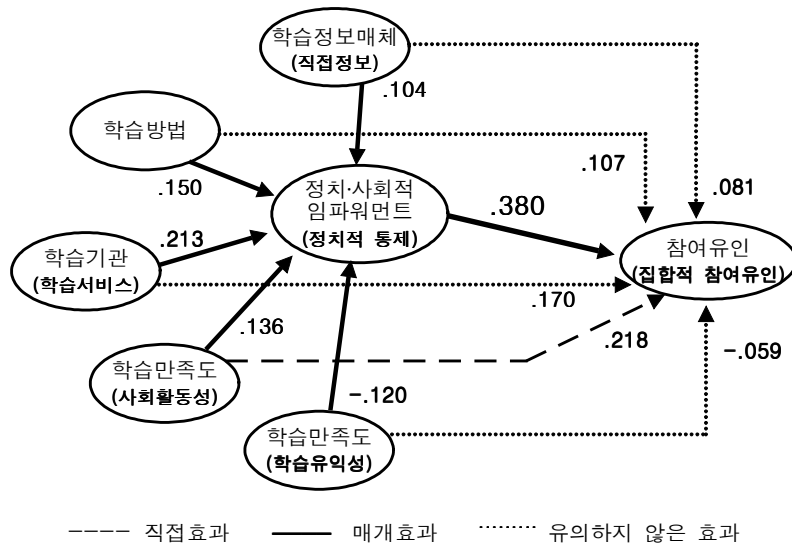 학습정보매체
(직접정보)
.104
학습방법
.150
.107
.081
정치·사회적
임파워먼트
(정치적 통제)
.380
참여유인
(집합적 참여유인)
학습기관
(학습서비스)
.213
.170
.136
.218
-.059
학습만족도
(사회활동성)
-.120
학습만족도
(학습유익성)
직접효과 매개효과 유의하지 않은 효과